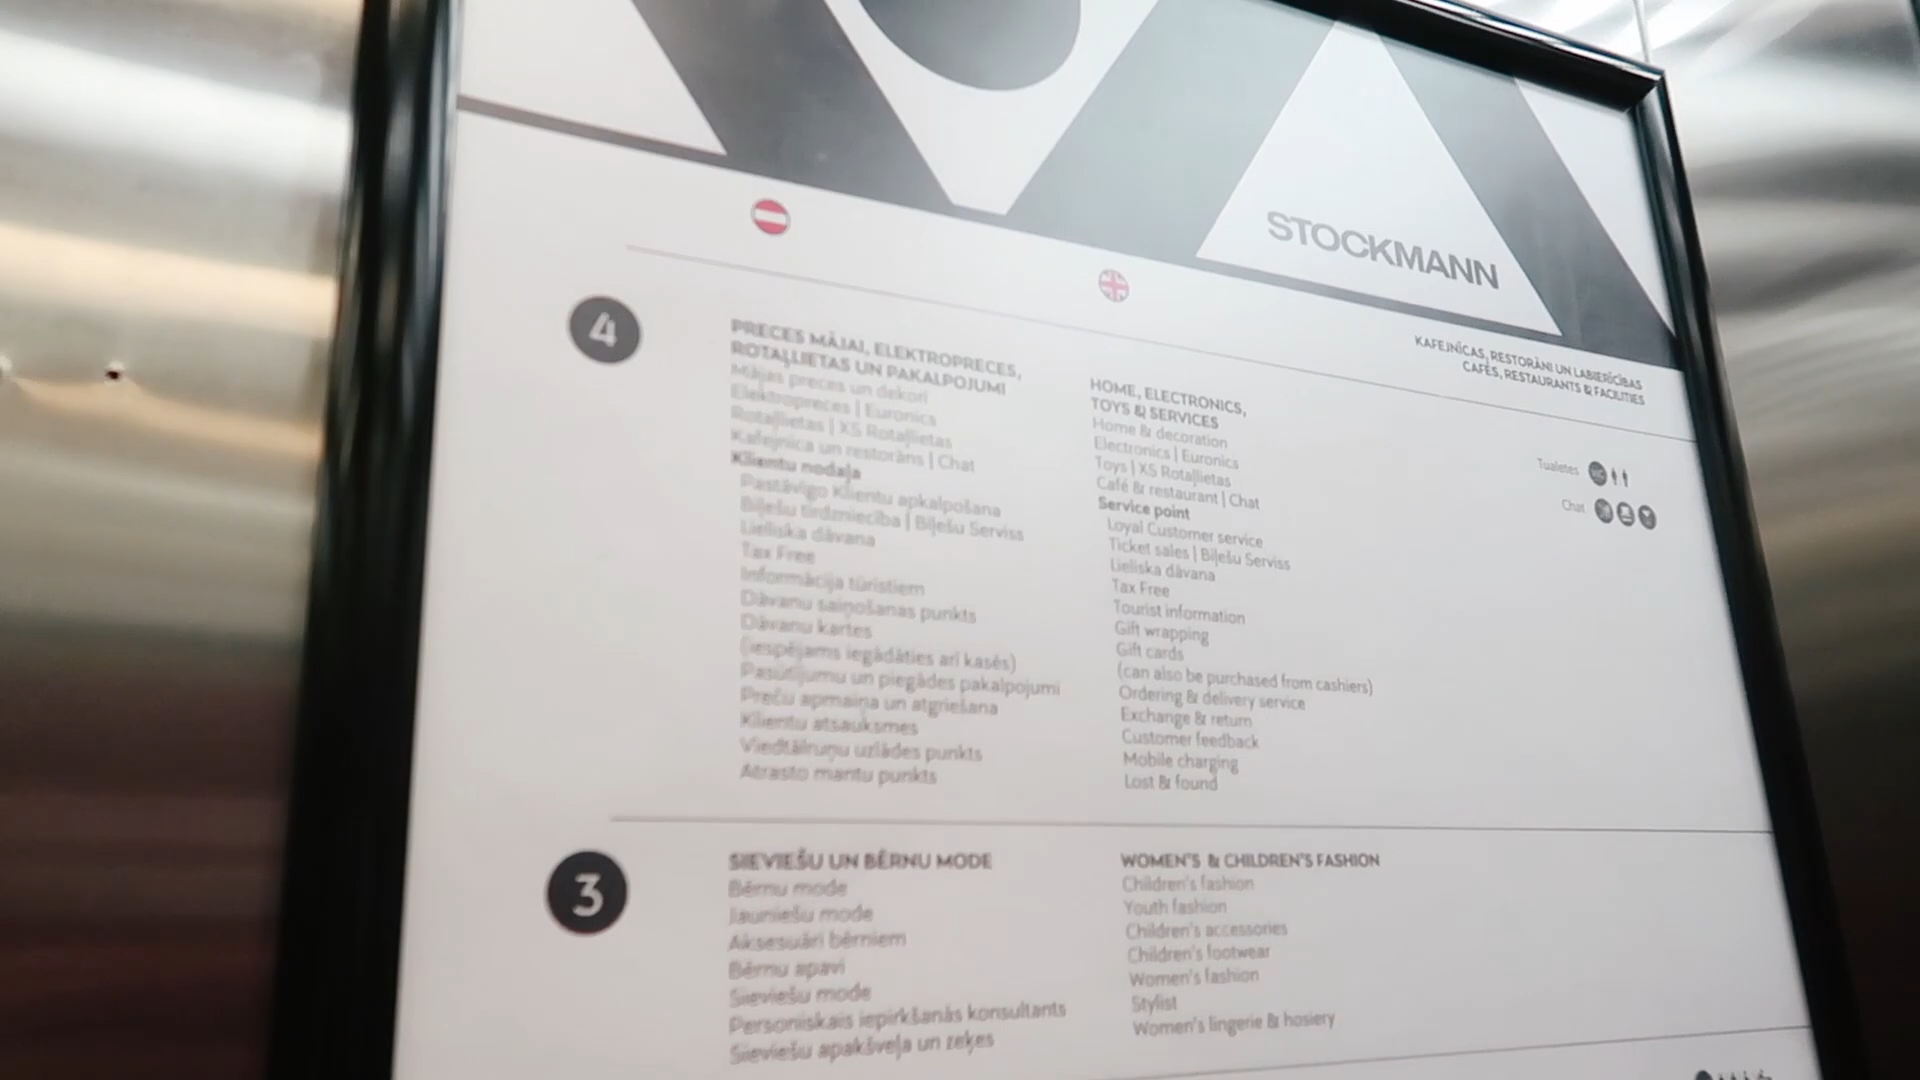 STOCKMANN
KAFEJNĪCAS, RESTORĀNI UN LABIERĪCĪBAS
CAFÉS, RESTAURANTS & FACILITIES
4
PRECES MĀJAI, ELEKTROPRECES,
ROTAĻLIETAS UN PAKALPOJUMI
Mājas preces un dekori
Elektropreces | Euronics
Rotaļlietas | XS Rotaļlietas
Kafejnīca un restorāns | Chat
Klientu nodaļa
Pastāvīgo Klientu apkalpošana
Biļešu tirdzniecība | Biļešu Serviss
Lieliska dāvana
Tax Free
Informācija tūristiem
Dāvanu saiņošanas punkts
Dāvanu kartes
(iespējams iegādāties arī kasēs)
Pasūtījumu un piegādes pakalpojumi
Preču apmaiņa un atgriešana
Klientu atsauksmes
Viedtālruņu uzlādes punkts
Atrasto mantu punkts
HOME, ELECTRONICS,
TOYS & SERVICES
Home & decoration
Electronics | Euronics
Toys | XS Rotaļlietas
Café & restaurant | Chat
Service point
Loyal Customer service
Ticket sales | Biļešu Serviss
Lieliska dāvana
Tax Free
Tourist information
Gift wrapping
Gift cards
(can also be purchased from cashiers)
Ordering & delivery service
Exchange & return
Customer feedback
Mobile charging
Lost & found
Tualetes
Chat
3
SIEVIEŠU UN BĒRNU MODE
Bērnu mode
Jauniešu mode
Aksesuāri bērniem
Bērnu apavi
Sieviešu mode
Personiskais iepirkšanās konsultants
Sieviešu apakšveļa un zeķes
WOMEN'S & CHILDREN'S FASHION
Children's fashion
Youth fashion
Children's accessories
Children's footwear
Women's fashion
Stylist
Women's lingerie & hosiery